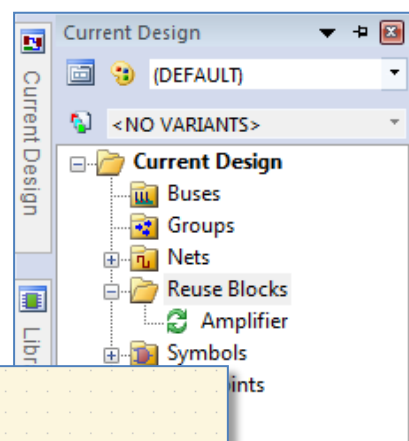 Current Design
Current Design
(DEFAULT)
<NO VARIANTS>
Current Design
Buses
Groups
Nets
Reuse Blocks
Amplifier
Symbols